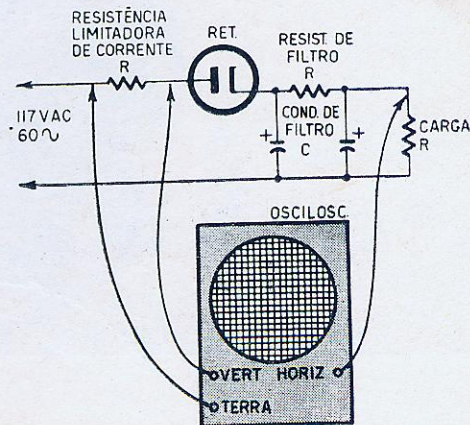 RESISTÊNCIA
LIMITADORA
DE CORRENTE
R
RET.
RESIST. DE
FILTRO
R
117 VAC
60∿
COND. DE
FILTRO
C
+
+
CARGA
R
OSCILOSC.
VERT HORIZ
TERRA